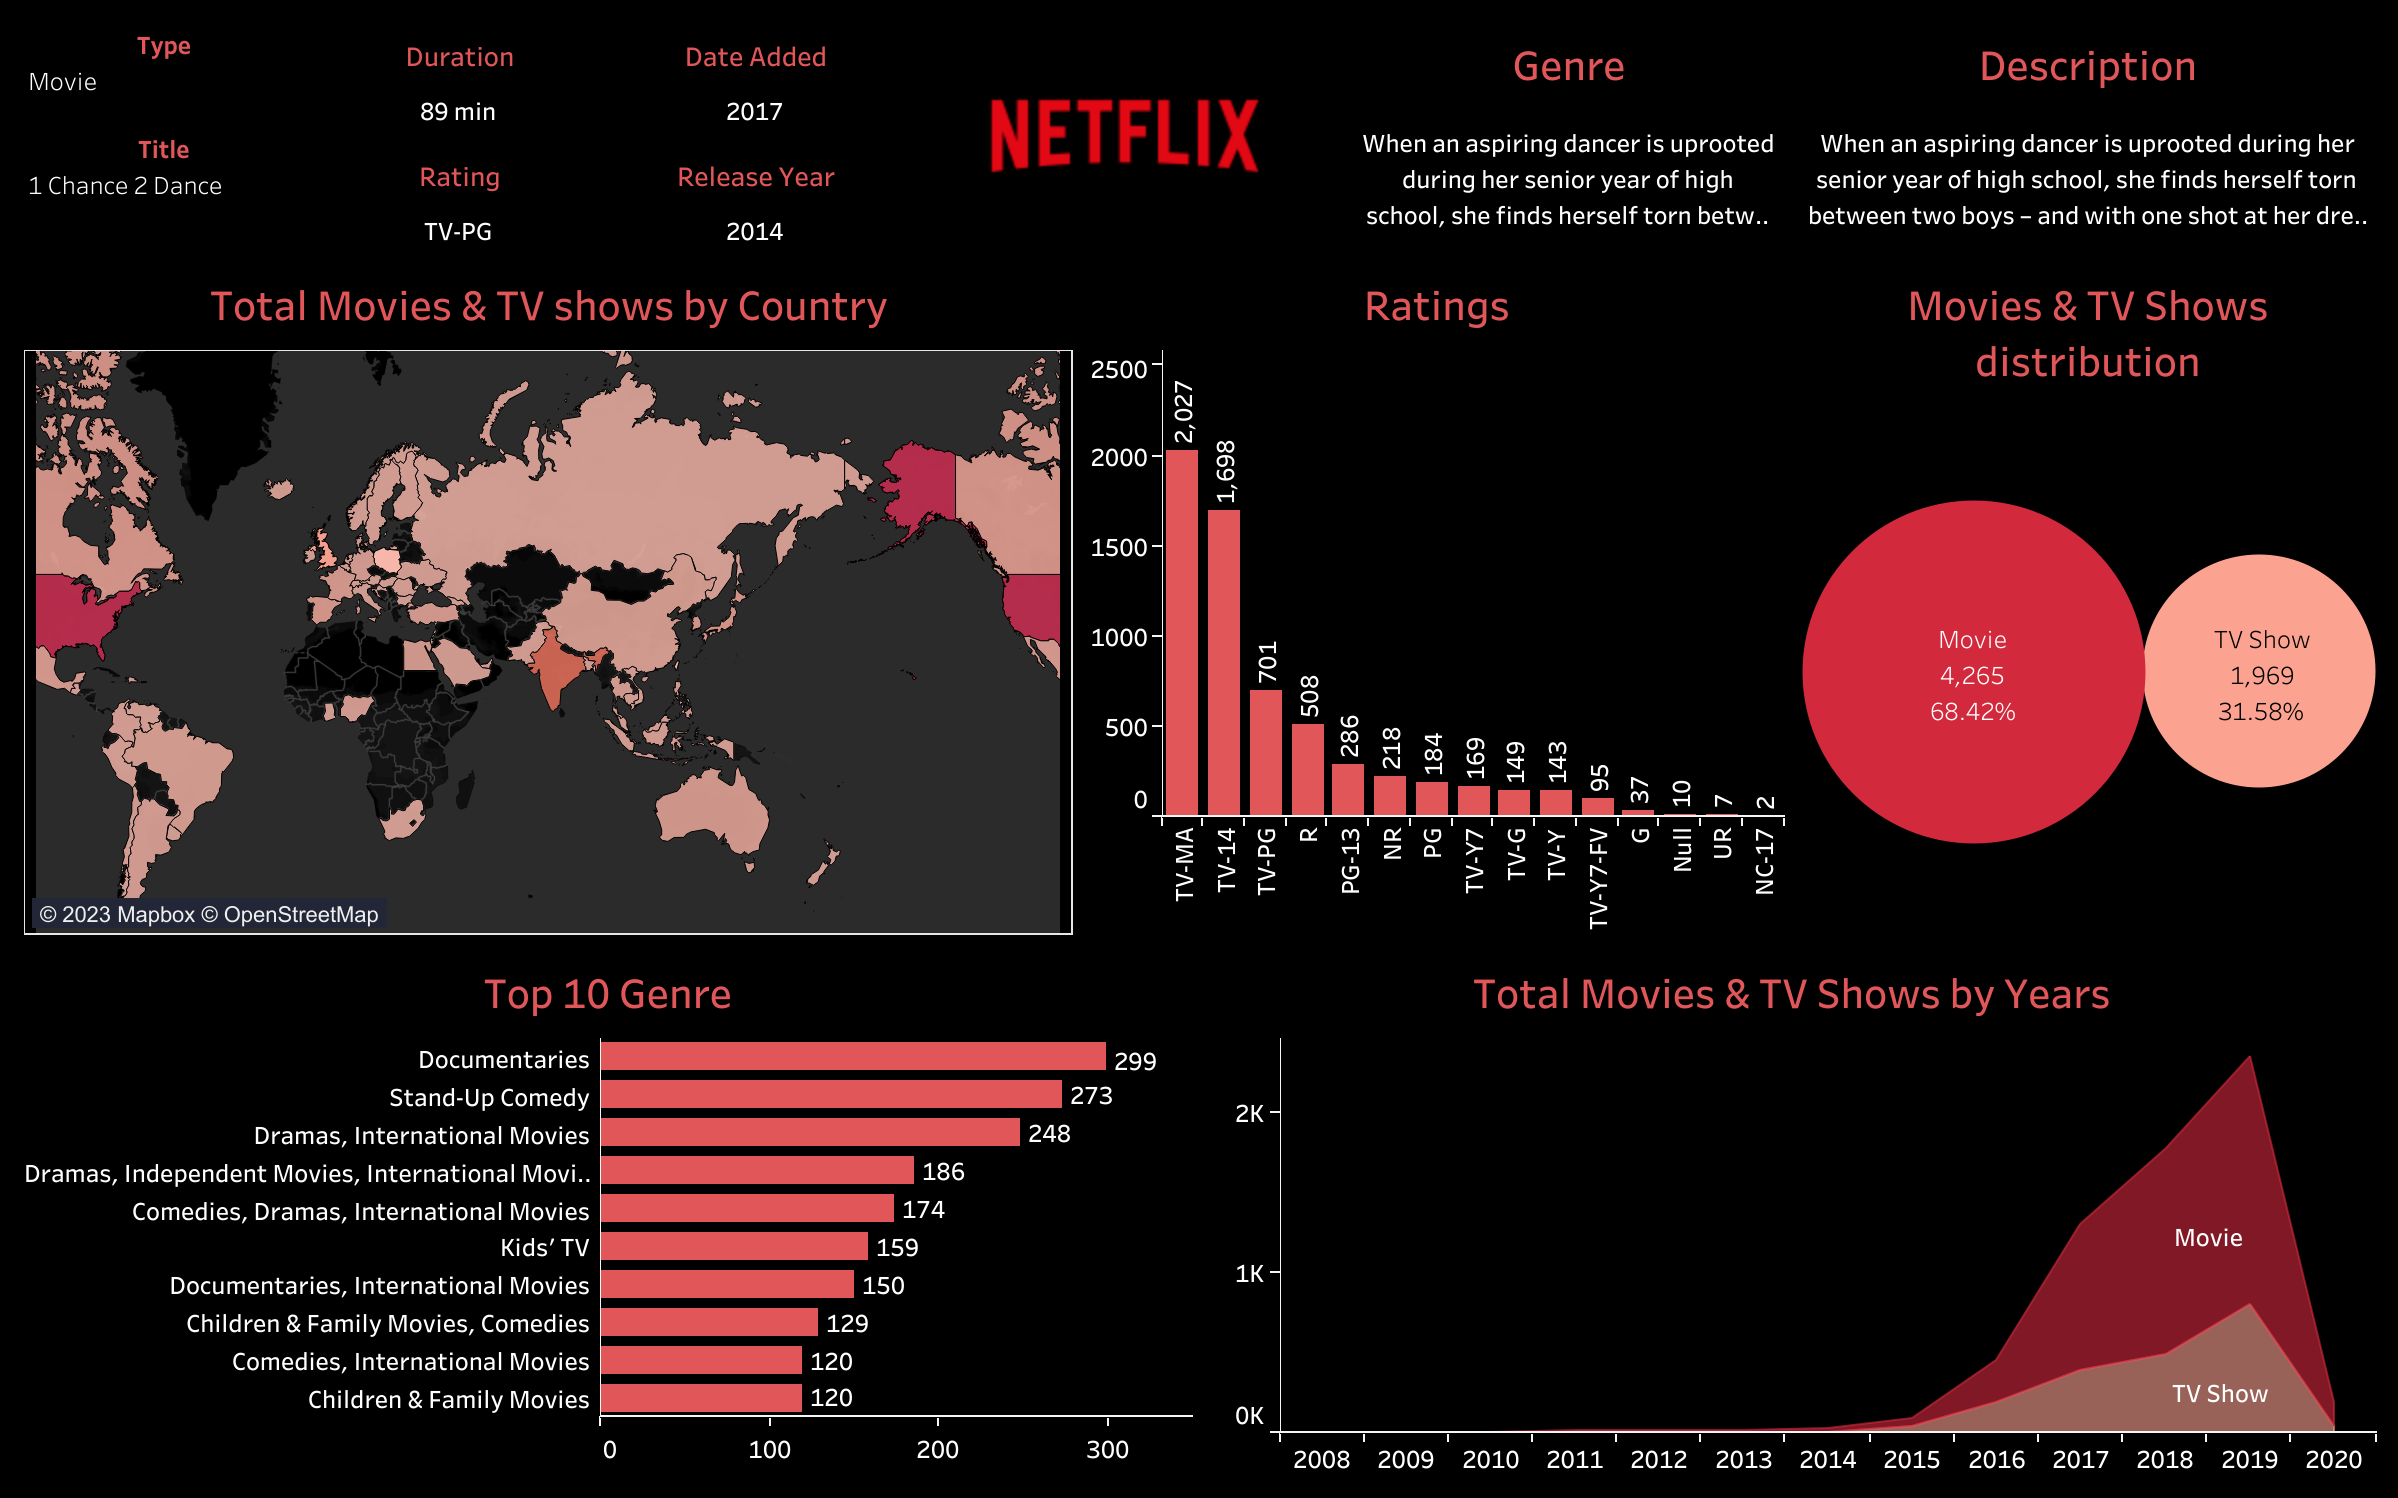 Type
Movie
Title
1 Chance 2 Dance
Duration
89 min
Rating
TV-PG
Date Added
2017
Release Year
2014
NETFLIX
Genre
When an aspiring dancer is uprooted
during her senior year of high
school, she finds herself torn betw..
Description
When an aspiring dancer is uprooted during her
senior year of high school, she finds herself torn
between two boys – and with one shot at her dre..
Total Movies & TV shows by Country
© 2023 Mapbox © OpenStreetMap
Ratings
2500
2000
1500
1000
500
0
2,027
1,698
701
508
286
218
184
169
149
143
95
37
10
7
2
TV-MA
TV-14
TV-PG
R
PG-13
NR
PG
TV-Y7
TV-G
TV-Y
TV-Y7-FV
G
Null
UR
NC-17
Movies & TV Shows
distribution
Movie
4,265
68.42%
TV Show
1,969
31.58%
Top 10 Genre
Documentaries 299
Stand-Up Comedy 273
Dramas, International Movies 248
Dramas, Independent Movies, International Movi.. 186
Comedies, Dramas, International Movies 174
Kids’ TV 159
Documentaries, International Movies 150
Children & Family Movies, Comedies 129
Comedies, International Movies 120
Children & Family Movies 120
0 100 200 300
Total Movies & TV Shows by Years
2K
1K
0K
Movie
TV Show
2008 2009 2010 2011 2012 2013 2014 2015 2016 2017 2018 2019 2020